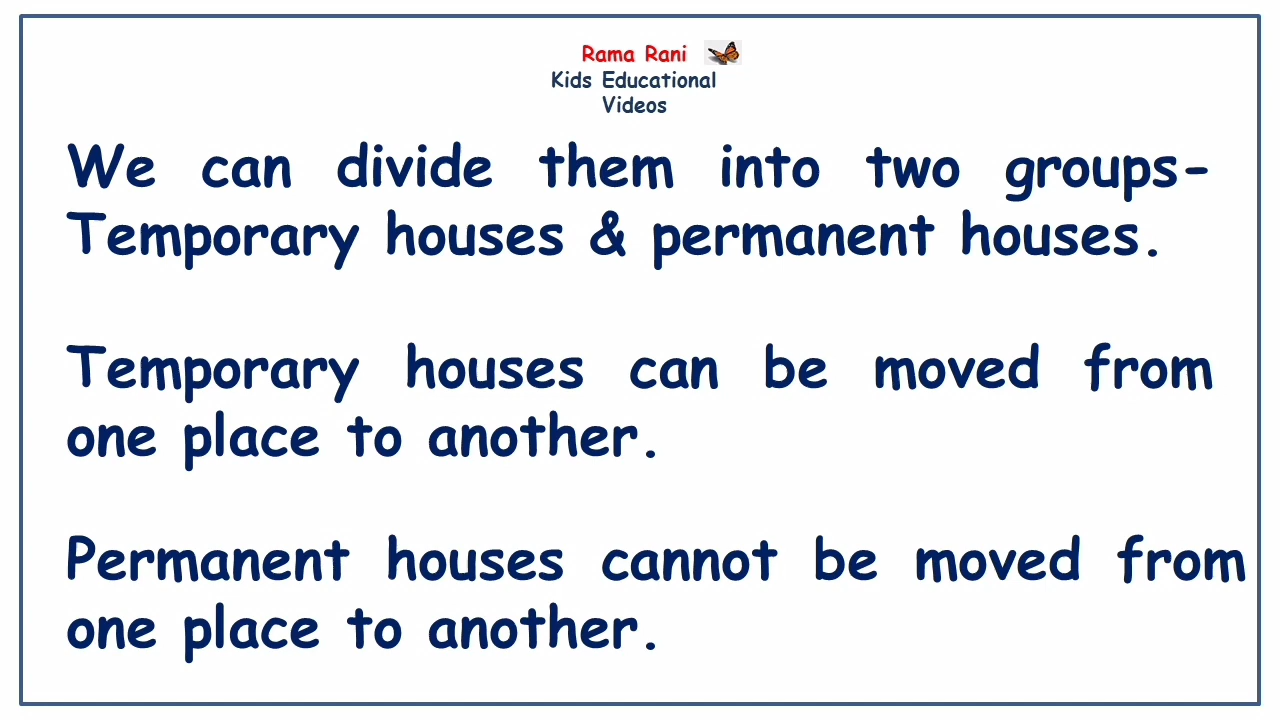 Rama Rani
Kids Educational
Videos
We can divide them into two groups-
Temporary houses & permanent houses.
Temporary houses can be moved from
one place to another.
Permanent houses cannot be moved from
one place to another.